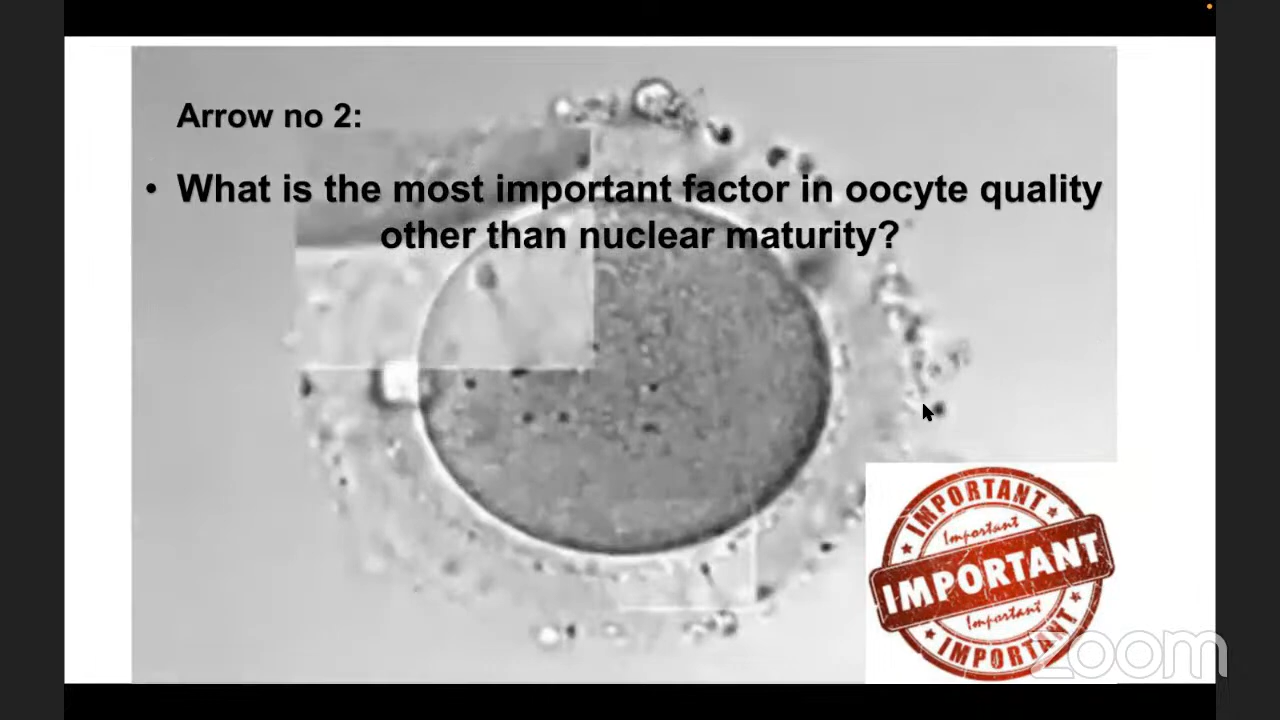 Arrow no 2:
• What is the most important factor in oocyte quality
other than nuclear maturity?
IMPORTANT
Important
IMPORTANT
Important
IMPORTANT
zoom